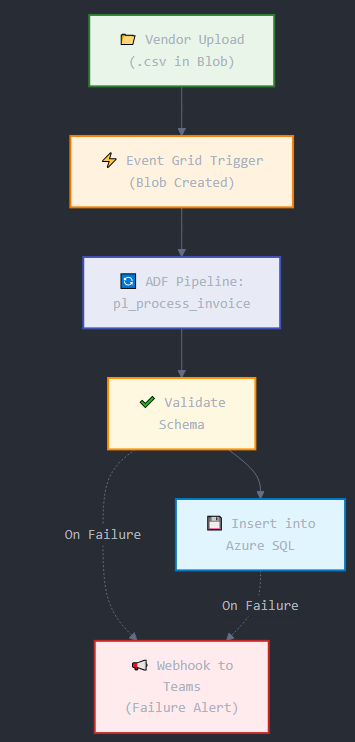 Vendor Upload
(.csv in Blob)
Event Grid Trigger
(Blob Created)
ADF Pipeline:
pl_process_invoice
Validate
Schema
Insert into
Azure SQL
On Failure
On Failure
Webhook to
Teams
(Failure Alert)